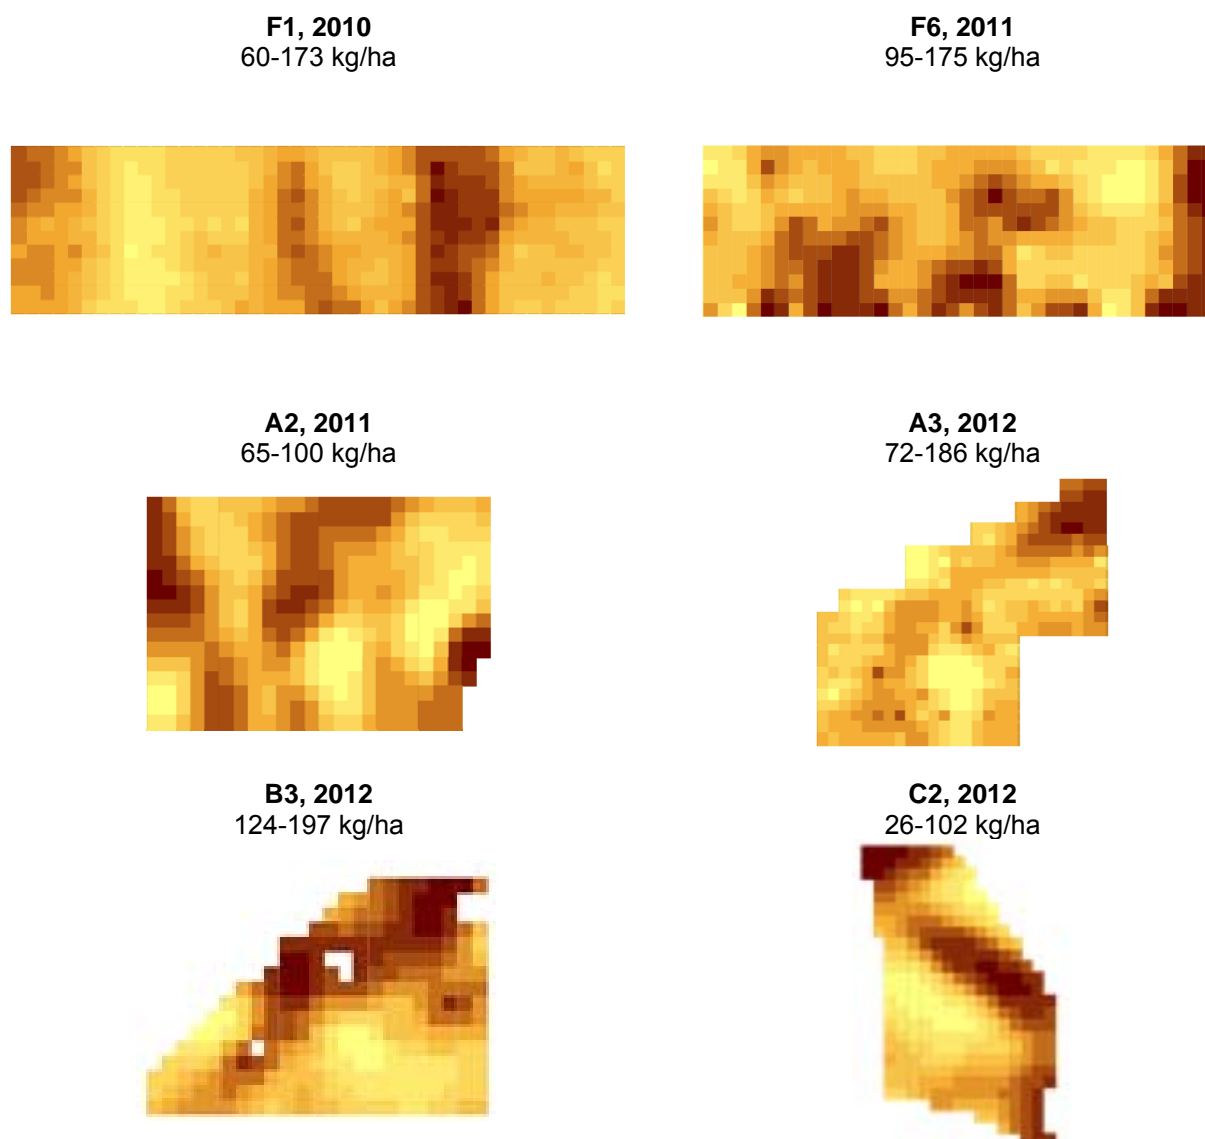 F1, 2010
60-173 kg/ha
F6, 2011
95-175 kg/ha
A2, 2011
65-100 kg/ha
A3, 2012
72-186 kg/ha
B3, 2012
124-197 kg/ha
C2, 2012
26-102 kg/ha